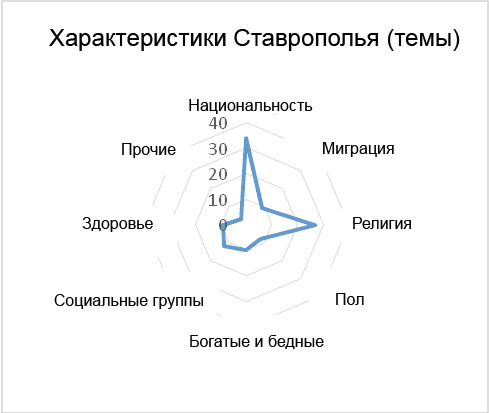 Характеристики Ставрополья (темы)
Национальность
40
Прочие
Миграция
30
20
10
Здоровье
0
Религия
Социальные группы
Пол
Богатые и бедные